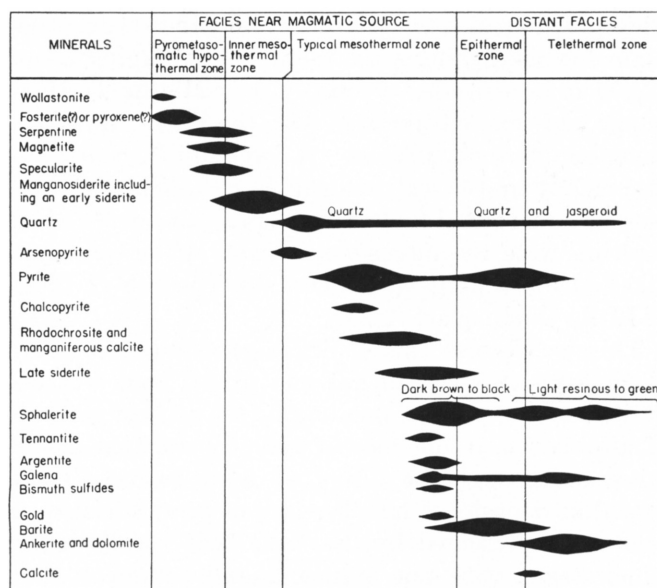 FACIES NEAR MAGMATIC SOURCE
DISTANT FACIES
MINERALS
Pyrometaso-
matic hypo-
thermal zone
Inner meso-
thermal
zone
Typical mesothermal zone
Epithermal
zone
Telethermal zone
Wollastonite
Fosterite(?) or pyroxene(?)
Serpentine
Magnetite
Specularite
Manganosiderite includ-
ing an early siderite
Quartz
Quartz
Quartz and jasperoid
Arsenopyrite
Pyrite
Chalcopyrite
Rhodochrosite and
manganiferous calcite
Late siderite
Dark brown to black
Light resinous to green
Sphalerite
Tennantite
Argentite
Galena
Bismuth sulfides
Gold
Barite
Ankerite and dolomite
Calcite